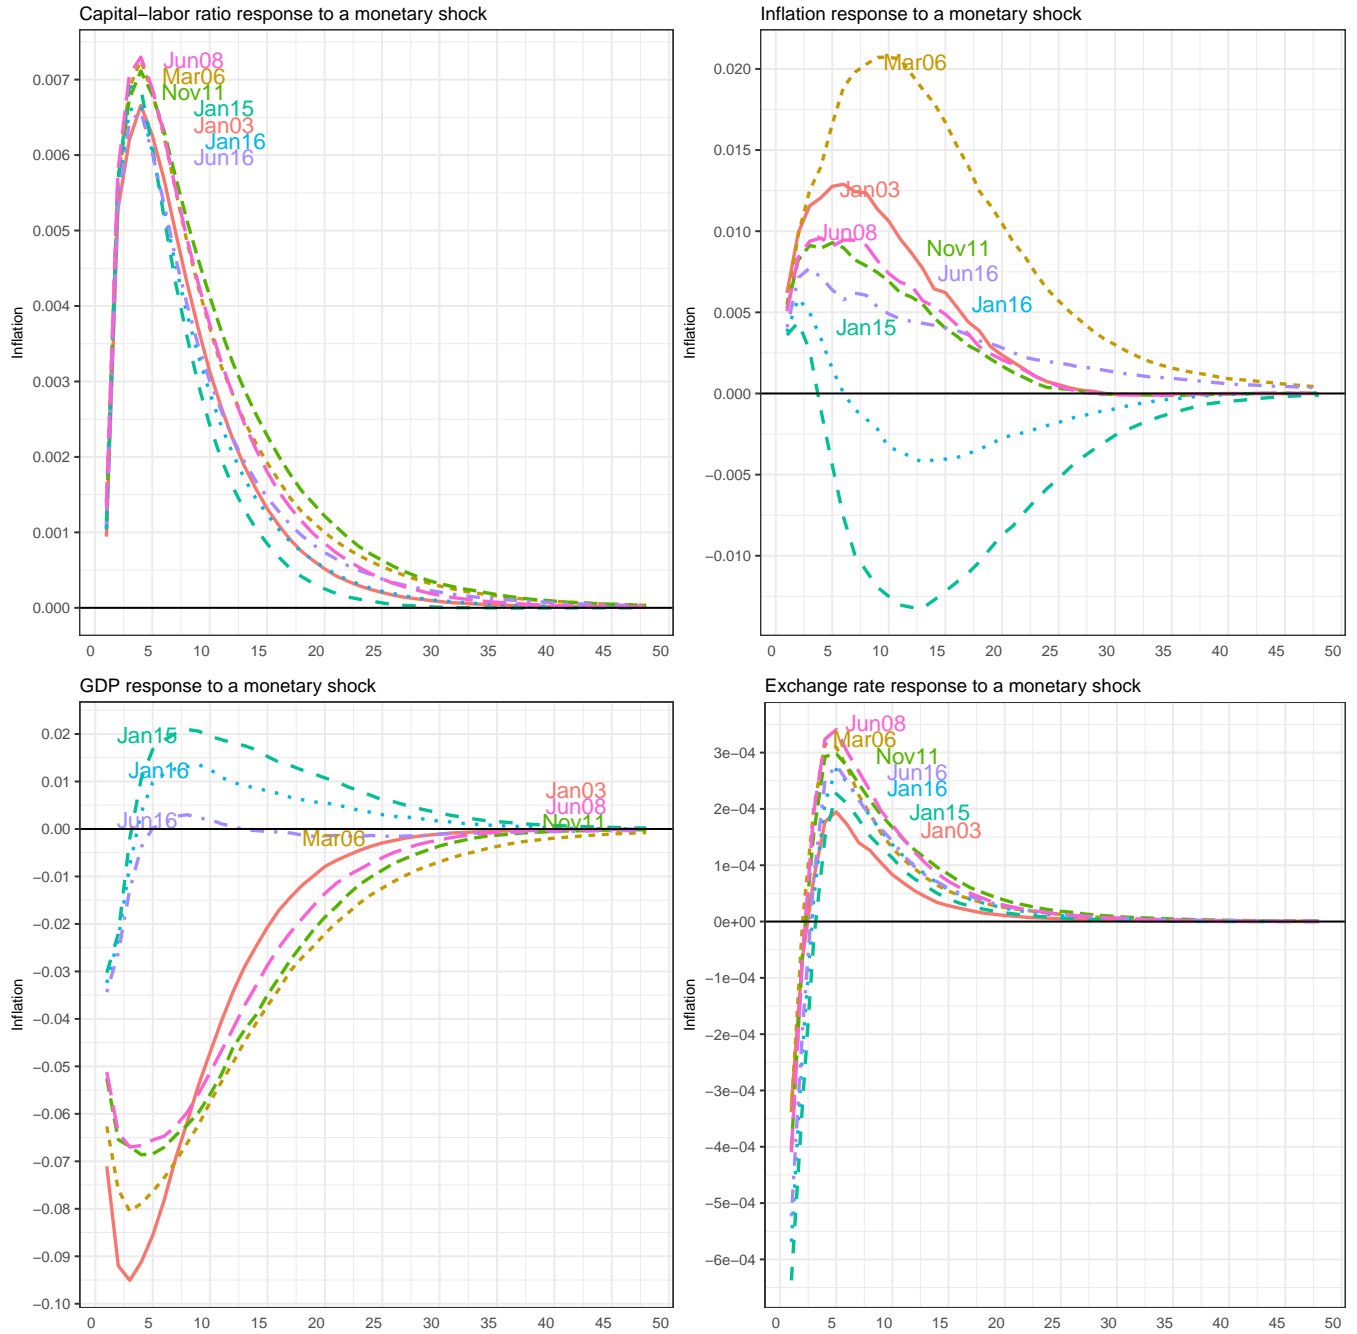 Capital−labor ratio response to a monetary shock
Inflation
0.007
0.006
0.005
0.004
0.003
0.002
0.001
0.000
Jun08
Mar06
Nov11
Jan15
Jan03
Jan16
Jun16
0 5 10 15 20 25 30 35 40 45 50
Inflation response to a monetary shock
Inflation
0.020
0.015
0.010
0.005
0.000
−0.005
−0.010
Mar06
Jan03
Jun08
Nov11
Jun16
Jan16
Jan15
0 5 10 15 20 25 30 35 40 45 50
GDP response to a monetary shock
Inflation
0.02
0.01
0.00
−0.01
−0.02
−0.03
−0.04
−0.05
−0.06
−0.07
−0.08
−0.09
−0.10
Jan15
Jan16
Jan03
Jun08
Jun16
Nov11
Mar06
0 5 10 15 20 25 30 35 40 45 50
Exchange rate response to a monetary shock
Inflation
3e−04
2e−04
1e−04
0e+00
−1e−04
−2e−04
−3e−04
−4e−04
−5e−04
−6e−04
Jun08
Mar06
Nov11
Jun16
Jan16
Jan15
Jan03
0 5 10 15 20 25 30 35 40 45 50